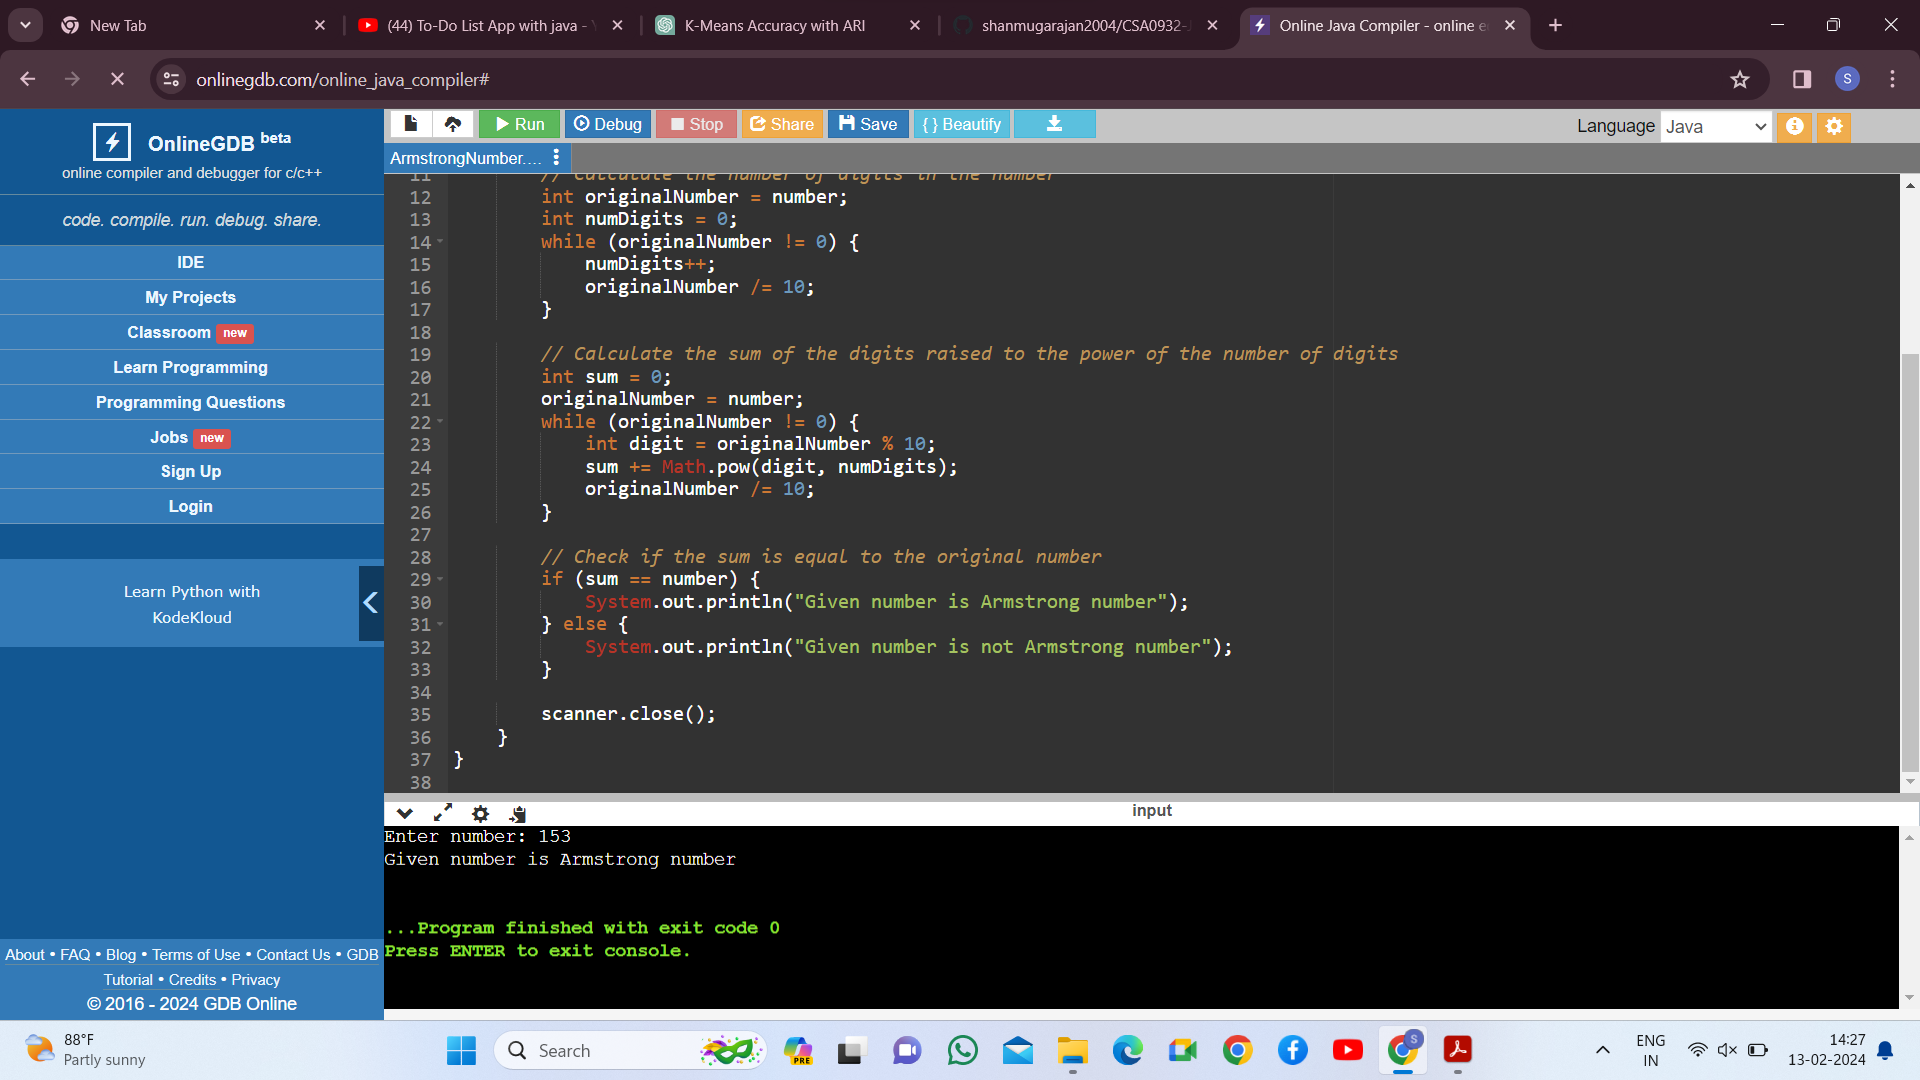 New Tab
(44) To-Do List App with java -
K-Means Accuracy with ARI
shanmugarajan2004/CSA0932-
Online Java Compiler - online e
onlinegdb.com/online_java_compiler#
S
OnlineGDB beta
online compiler and debugger for c/c++
code. compile. run. debug. share.
IDE
My Projects
Classroom new
Learn Programming
Programming Questions
Jobs new
Sign Up
Login
Learn Python with
KodeKloud
About • FAQ • Blog • Terms of Use • Contact Us • GDB
Tutorial • Credits • Privacy
© 2016 - 2024 GDB Online
Run Debug Stop Share Save { } Beautify
Language Java
ArmstrongNumber....
11 // Calculate the number of digits in the number
12 int originalNumber = number;
13 int numDigits = 0;
14 while (originalNumber != 0) {
15 numDigits++;
16 originalNumber /= 10;
17 }
18
19 // Calculate the sum of the digits raised to the power of the number of digits
20 int sum = 0;
21 originalNumber = number;
22 while (originalNumber != 0) {
23 int digit = originalNumber % 10;
24 sum += Math.pow(digit, numDigits);
25 originalNumber /= 10;
26 }
27
28 // Check if the sum is equal to the original number
29 if (sum == number) {
30 System.out.println("Given number is Armstrong number");
31 } else {
32 System.out.println("Given number is not Armstrong number");
33 }
34
35 scanner.close();
36 }
37 }
38
input
Enter number: 153
Given number is Armstrong number
...Program finished with exit code 0
Press ENTER to exit console.
88°F
Partly sunny
Search
PRE
S
ENG
IN
14:27
13-02-2024